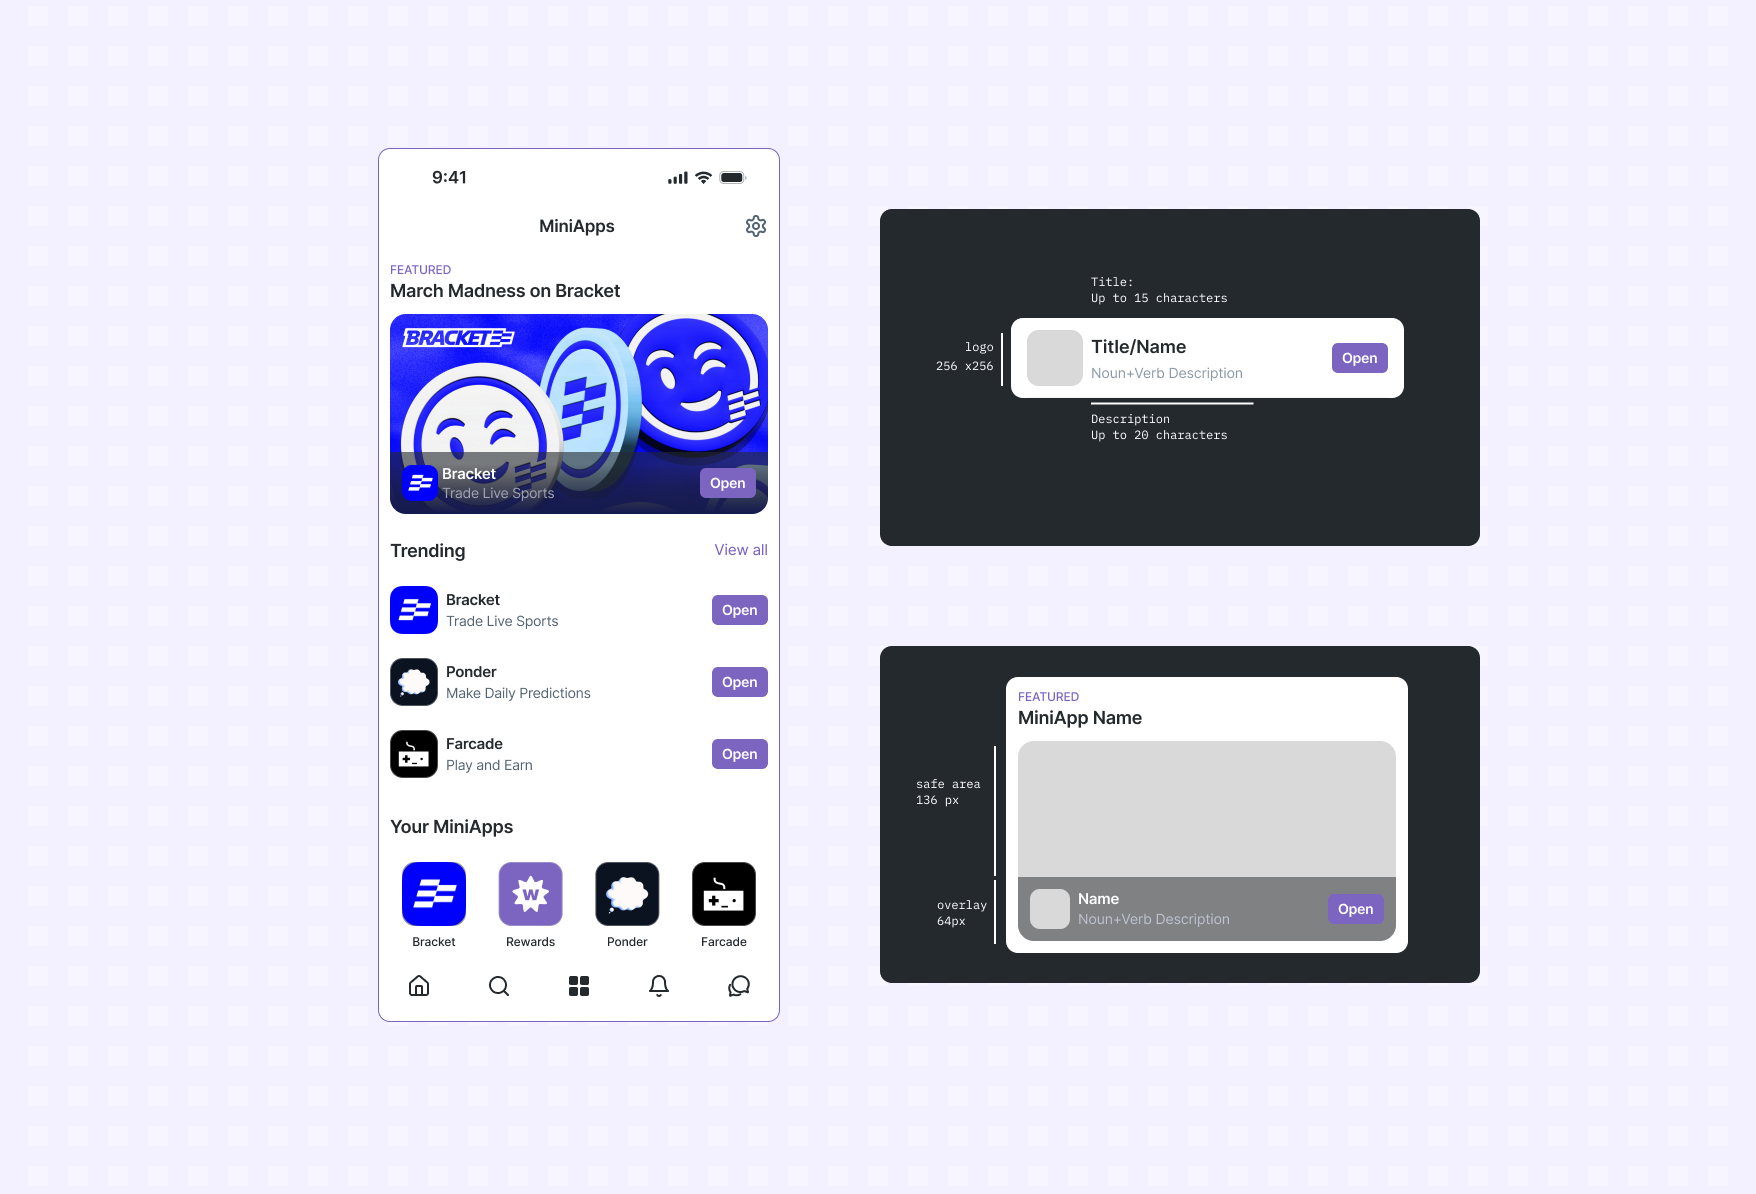 9:41
MiniApps
FEATURED
March Madness on Bracket
BRACKET
Bracket
Trade Live Sports
Open
Trending
View all
Bracket
Trade Live Sports
Open
Ponder
Make Daily Predictions
Open
Farcade
Play and Earn
Open
Your MiniApps
W
Bracket
Rewards
Ponder
Farcade
Title:
Up to 15 characters
logo
256 x256
Title/Name
Noun+Verb Description
Open
Description
Up to 20 characters
FEATURED
MiniApp Name
safe area
136 px
overlay
64px
Name
Noun+Verb Description
Open